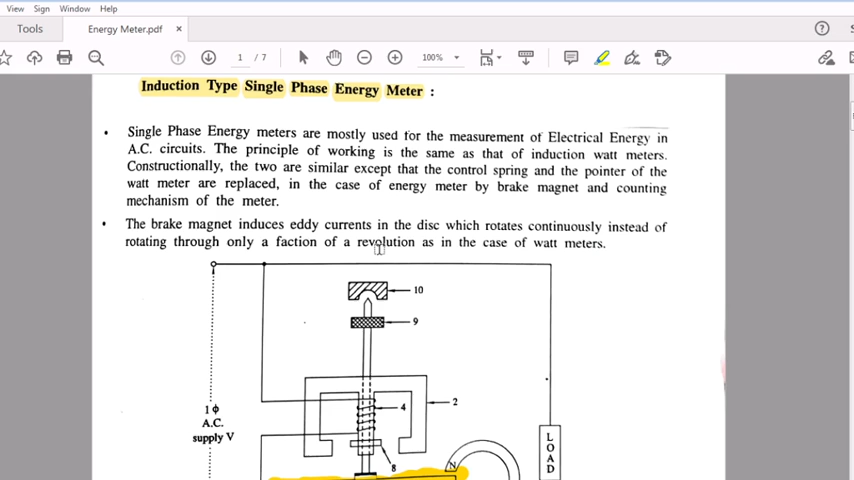 View Sign Window Help
Tools
Energy Meter.pdf ×
1 / 7
100%
Induction Type Single Phase Energy Meter :
• Single Phase Energy meters are mostly used for the measurement of Electrical Energy in
A.C. circuits. The principle of working is the same as that of induction watt meters.
Constructionally, the two are similar except that the control spring and the pointer of the
watt meter are replaced, in the case of energy meter by brake magnet and counting
mechanism of the meter.
• The brake magnet induces eddy currents in the disc which rotates continuously instead of
rotating through only a faction of a revolution as in the case of watt meters.
10
9
2
4
1 ϕ
A.C.
supply V
8
N
L
O
A
D